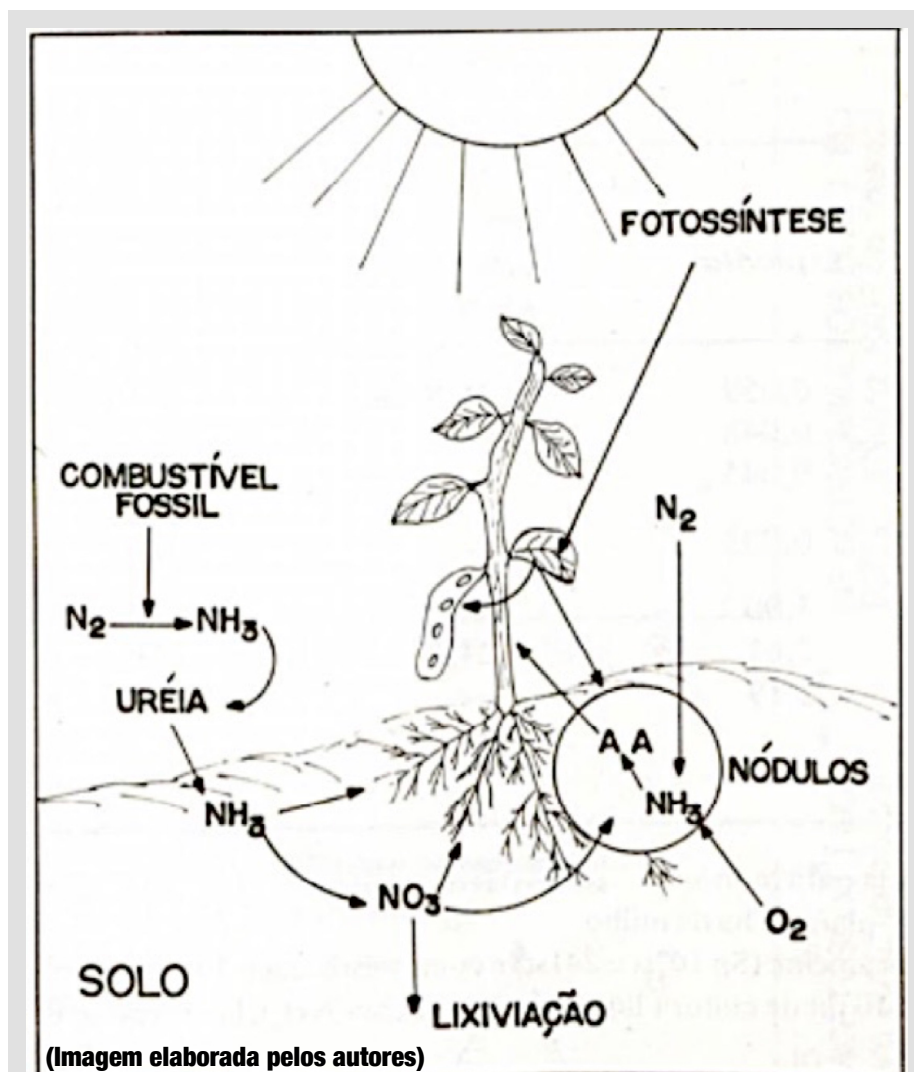 FOTOSSÍNTESE
COMBUSTÍVEL
FOSSIL
N2
N2 NH3
URÉIA
A A
NÓDULOS
NH3
NH3
NO3
O2
SOLO
LIXIVIAÇÃO
(Imagem elaborada pelos autores)